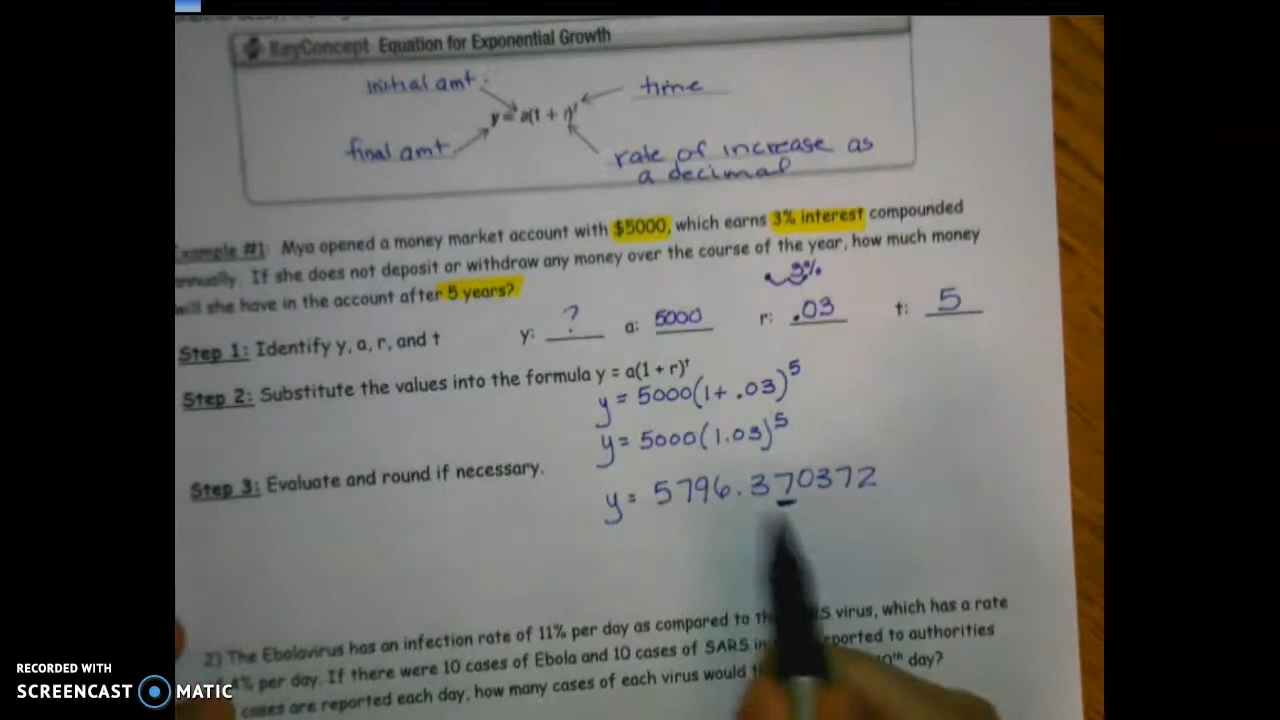 KeyConcept Equation for Exponential Growth
initial amt.
time
y = a(1 + r)ᵗ
final amt
rate of increase as
a decimal
Example #1: Mya opened a money market account with $5000, which earns 3% interest compounded
annually. If she does not deposit or withdraw any money over the course of the year, how much money
will she have in the account after 5 years?
3%
Step 1: Identify y, a, r, and t y: ? a: 5000 r: .03 t: 5
Step 2: Substitute the values into the formula y = a(1 + r)ᵗ
y = 5000(1 + .03)⁵
y = 5000(1.03)⁵
Step 3: Evaluate and round if necessary.
y = 5796.370372
2) The Ebolavirus has an infection rate of 11% per day as compared to the SARS virus, which has a rate
4% per day. If there were 10 cases of Ebola and 10 cases of SARS reported to authorities
cases are reported each day, how many cases of each virus would day?
RECORDED WITH
SCREENCAST MATIC